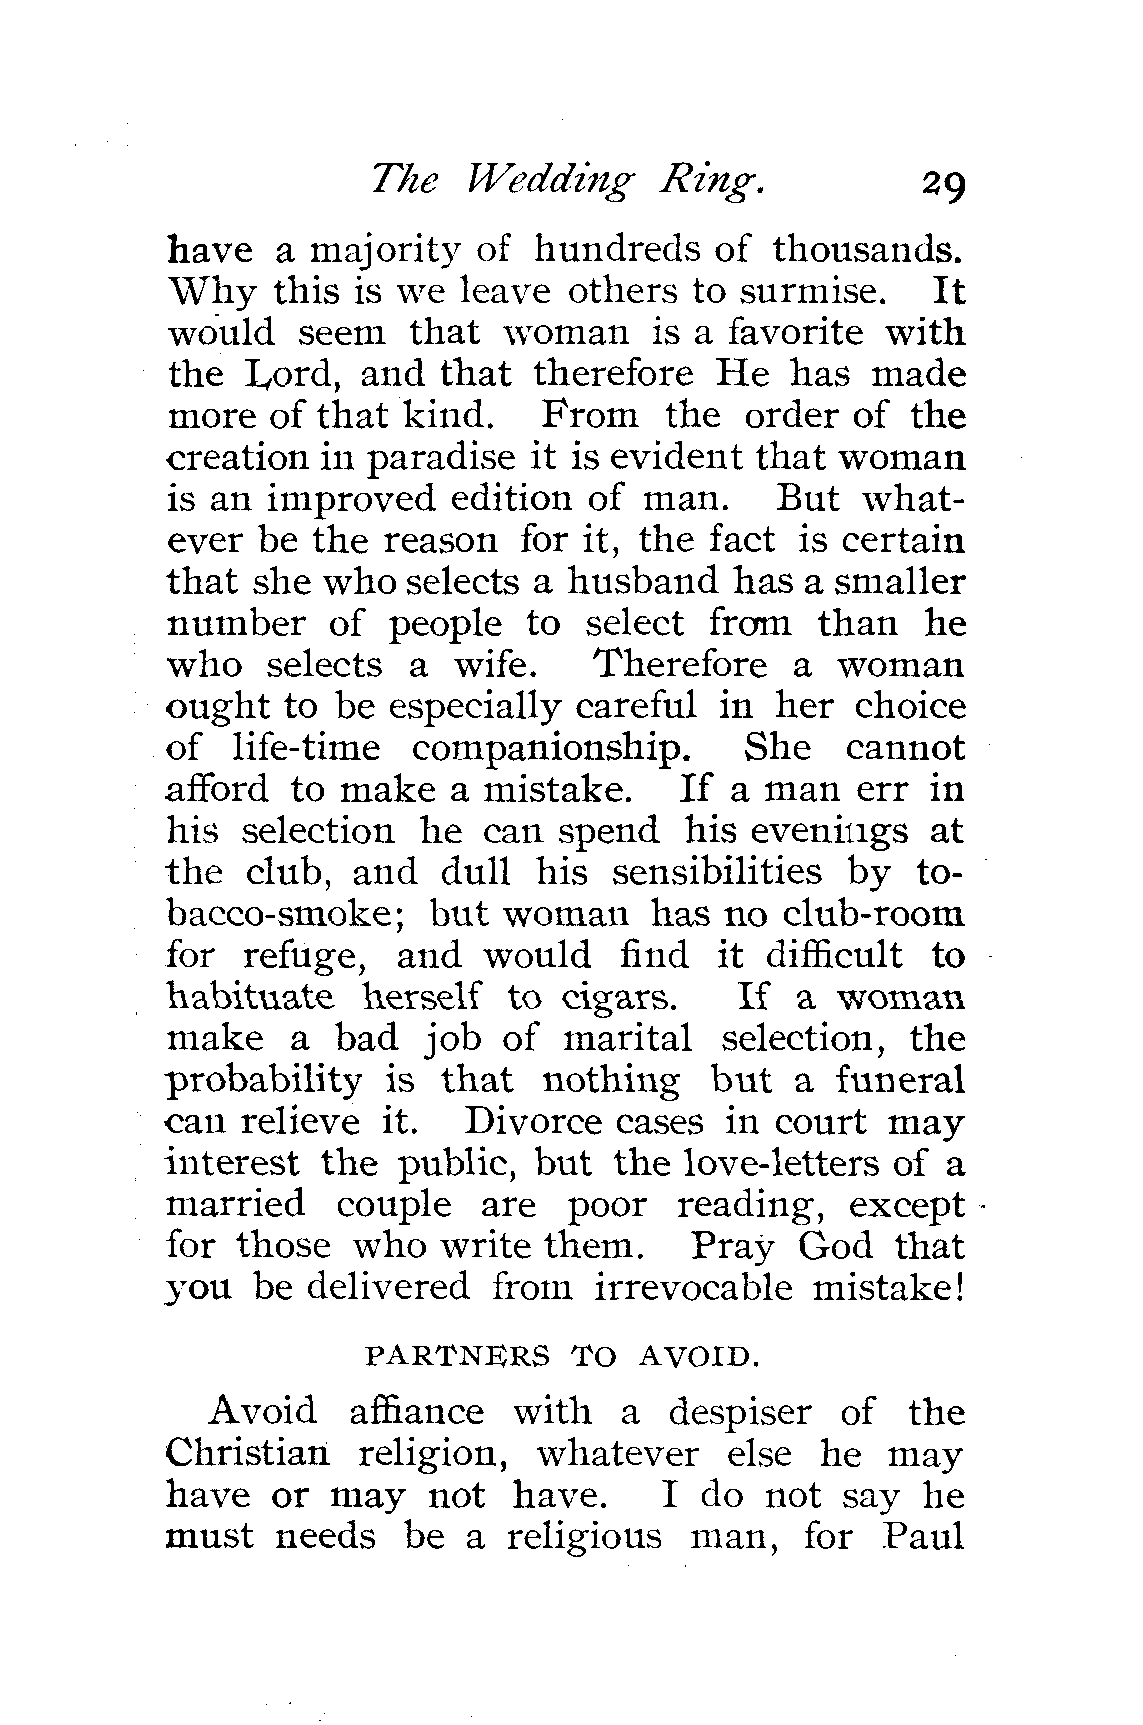 The Wedding Ring. 29
have a majority of hundreds of thousands.
Why this is we leave others to surmise. It
would seem that woman is a favorite with
the Lord, and that therefore He has made
more of that kind. From the order of the
creation in paradise it is evident that woman
is an improved edition of man. But what-
ever be the reason for it, the fact is certain
that she who selects a husband has a smaller
number of people to select from than he
who selects a wife. Therefore a woman
ought to be especially careful in her choice
of life-time companionship. She cannot
afford to make a mistake. If a man err in
his selection he can spend his evenings at
the club, and dull his sensibilities by to-
bacco-smoke; but woman has no club-room
for refuge, and would find it difficult to
habituate herself to cigars. If a woman
make a bad job of marital selection, the
probability is that nothing but a funeral
can relieve it. Divorce cases in court may
interest the public, but the love-letters of a
married couple are poor reading, except
for those who write them. Pray God that
you be delivered from irrevocable mistake!
PARTNERS TO AVOID.
Avoid affiance with a despiser of the
Christian religion, whatever else he may
have or may not have. I do not say he
must needs be a religious man, for Paul